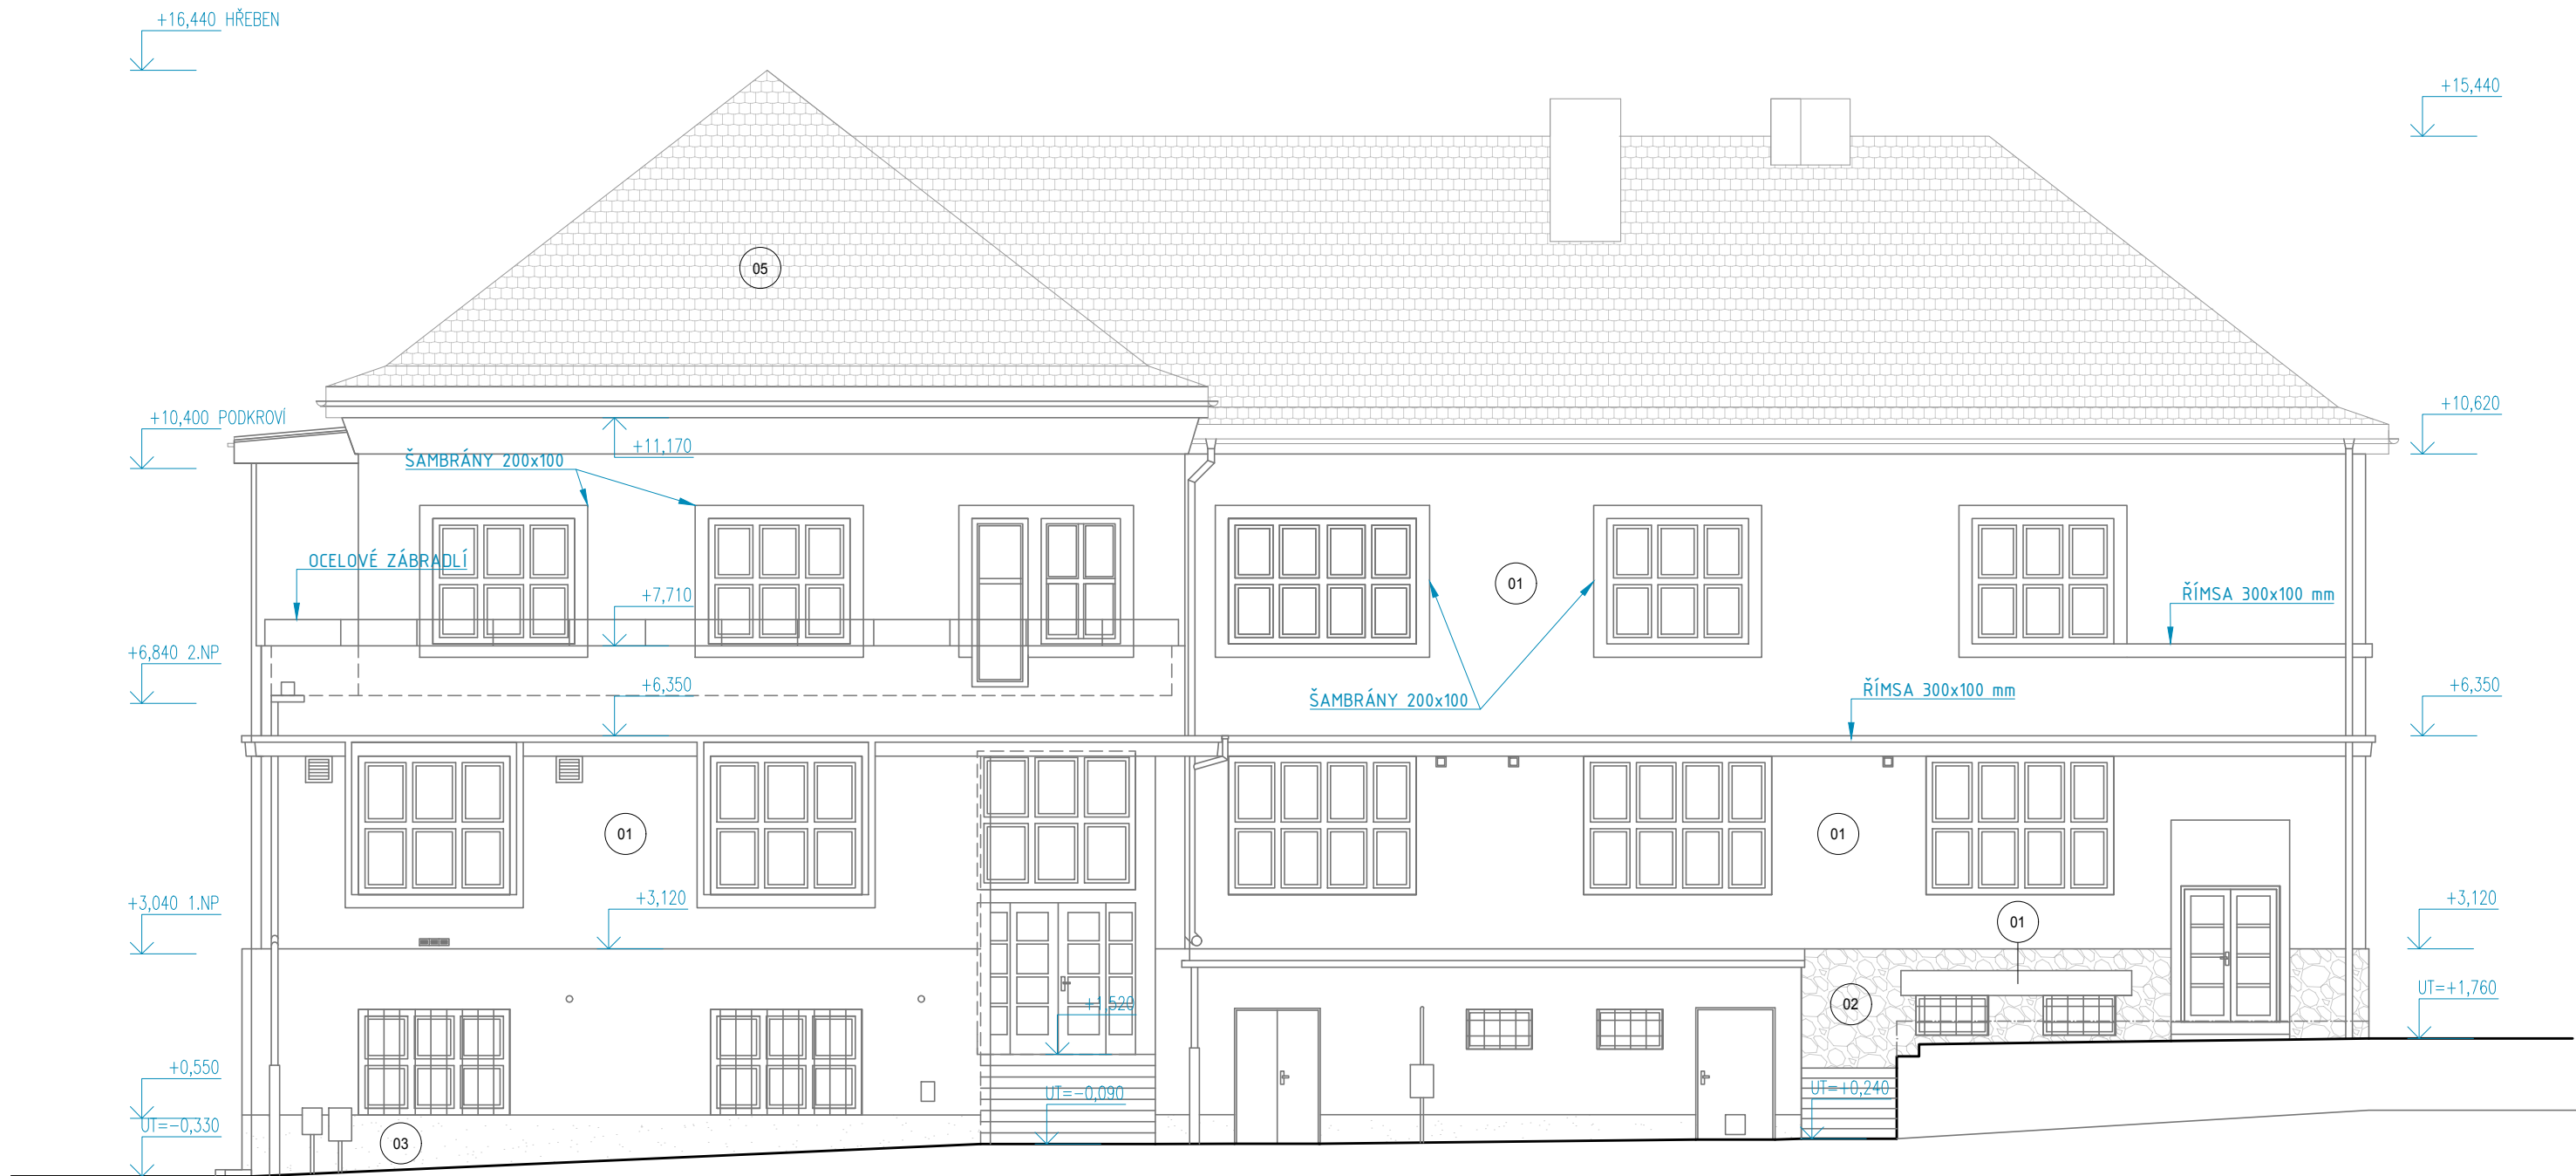 +16,440 HŘEBEN
+15,440
05
+10,400 PODKROVÍ
+10,620
+11,170
ŠAMBRÁNY 200x100
OCELOVÉ ZÁBRADLÍ
01
+7,710
ŘÍMSA 300x100 mm
+6,840 2.NP
+6,350
ŠAMBRÁNY 200x100
ŘÍMSA 300x100 mm
+6,350
01
01
+3,040 1.NP
+3,120
+3,120
01
+1,520
02
UT=+1,760
+0,550
UT=-0,090
UT=+0,240
UT=-0,330
03